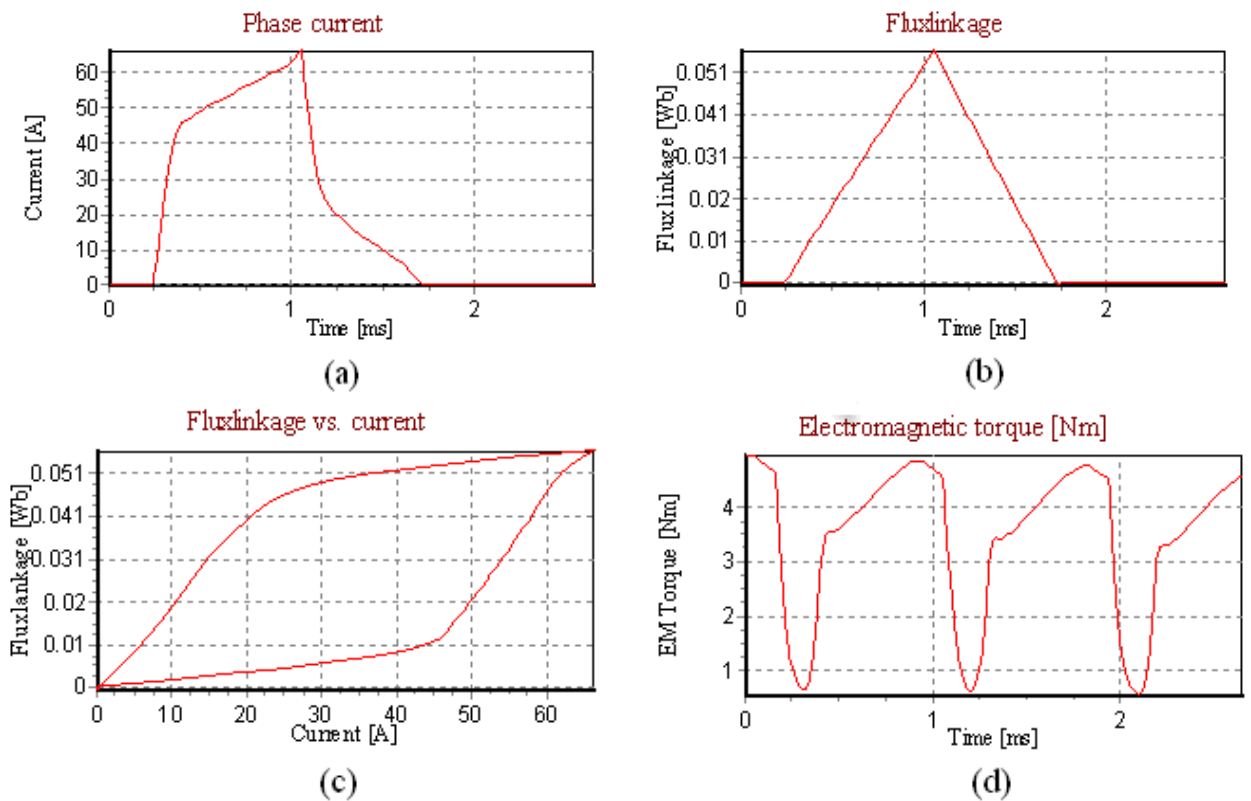 Phase current
Current [A]
60
50
40
30
20
10
0
0 1 2
Time [ms]
(a)
Fluxlinkage
Fluxlinkage [Wb]
0.051
0.041
0.031
0.02
0.01
0
0 1 2
Time [ms]
(b)
Fluxlinkage vs. current
Fluxlankage [Wb]
0.051
0.041
0.031
0.02
0.01
0
0 10 20 30 40 50 60
Current [A]
(c)
Electromagnetic torque [Nm]
EM Torque [Nm]
4
3
2
1
0 1 2
Time [ms]
(d)